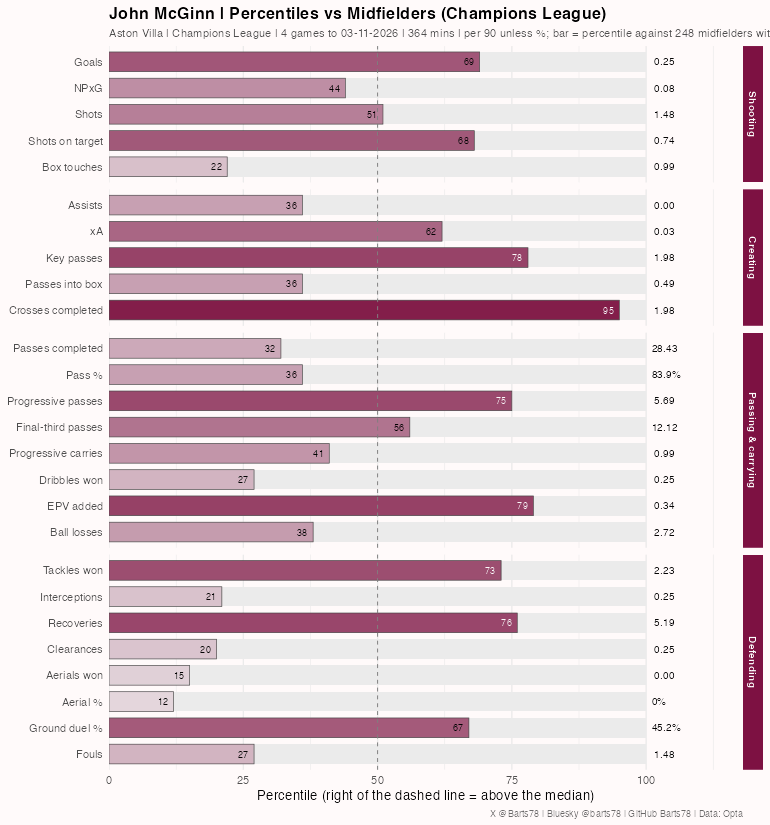 John McGinn | Percentiles vs Midfielders (Champions League)
Aston Villa | Champions League | 4 games to 03-11-2026 | 364 mins | per 90 unless %; bar = percentile against 248 midfielders wit
Goals 69 0.25
NPxG 44 0.08
Shots 51 1.48
Shots on target 68 0.74
Box touches 22 0.99
Shooting
Assists 36 0.00
xA 62 0.03
Key passes 78 1.98
Passes into box 36 0.49
Crosses completed 95 1.98
Creating
Passes completed 32 28.43
Pass % 36 83.9%
Progressive passes 75 5.69
Final-third passes 56 12.12
Progressive carries 41 0.99
Dribbles won 27 0.25
EPV added 79 0.34
Ball losses 38 2.72
Passing & carrying
Tackles won 73 2.23
Interceptions 21 0.25
Recoveries 76 5.19
Clearances 20 0.25
Aerials won 15 0.00
Aerial % 12 0%
Ground duel % 67 45.2%
Fouls 27 1.48
Defending
0 25 50 75 100
Percentile (right of the dashed line = above the median)
X @Barts78 | Bluesky @barts78 | GitHub Barts78 | Data: Opta